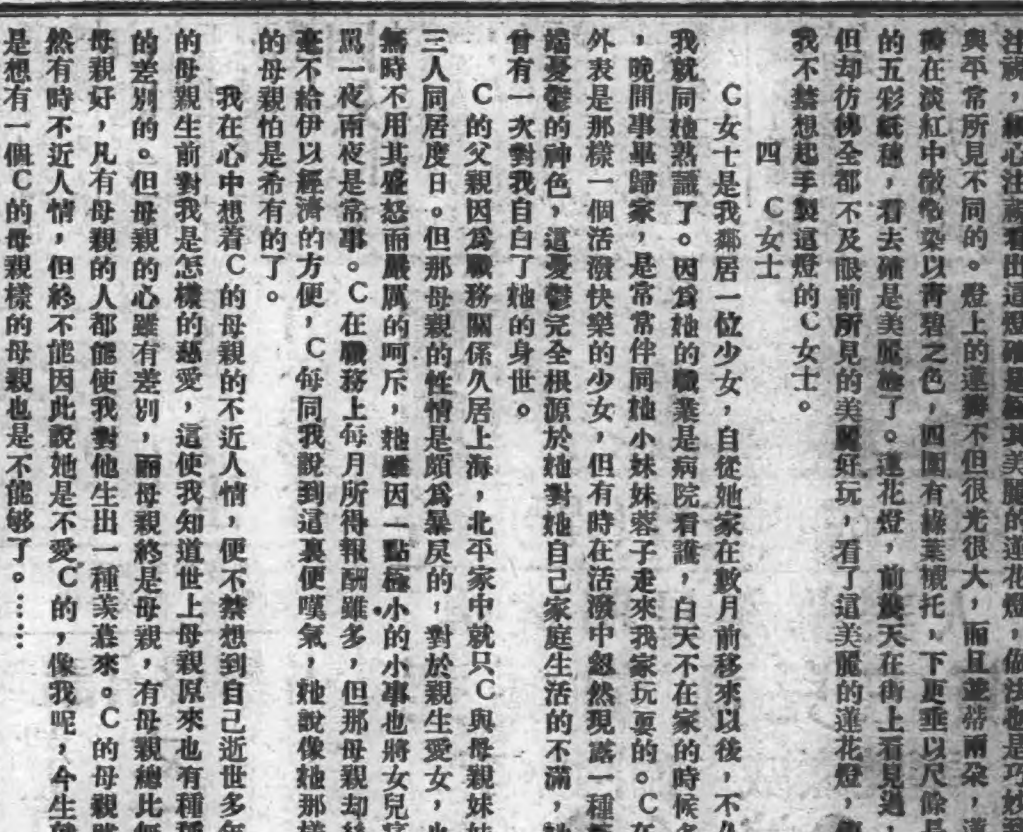 注視，細心注視看出這燈確是極其美麗的蓮花燈，做法也是巧妙
與平常所見不同的。燈上的蓮瓣不但很光很大，而且並蒂兩朵，
瓣在淡紅中微微染以青碧之色，四圍有綠葉襯托，下更垂以尺餘長
的五彩紙穗，看去確是美麗極了。蓮花燈，前幾天在街上看見過
但却彷彿全都不及眼前所見的美麗好玩，看了這美麗的蓮花燈，
我不禁想起手製這燈的C女士。
四　C女士
C女士是我鄰居一位少女，自從她家在數月前移來以後，不久
我就同她熟識了。因爲她的職業是病院看護，白天不在家的時候多
，晚間事畢歸家，是常常伴同她小妹妹蓉子走來我家玩耍的。C在
外表是那樣一個活潑快樂的少女，但有時在活潑中忽然現露一種
端憂鬱的神色，這憂鬱完全根源於她對她自己家庭生活的不滿，她
曾有一次對我自白了她的身世。
C的父親因爲職務關係久居上海，北平家中就只C與母親妹妹
三人同居度日。但那母親的性情是頗爲暴戾的，對於親生愛女，也
無時不用其盛怒而嚴厲的呵斥，她雖因一點極小的小事也將女兒痛
罵一夜兩夜是常事。C在職務上每月所得報酬雖多，但那母親却絲
毫不給伊以經濟的方便，C每同我說到這裏便嘆氣，她說像她那樣
的母親怕是希有的了。
我在心中想着C的母親的不近人情，便不禁想到自己逝世多年
的母親生前對我是怎樣的慈愛，這使我知道世上母親原來也有種種
的差別的。但母親的心雖有差別，而母親終是母親，有母親總比無
母親好，凡有母親的人都能使我對他生出一種羨慕來。C的母親雖
然有時不近人情，但終不能因此說她是不愛C的，像我呢，今生就
是想有一個C的母親樣的母親也是不能够了。……